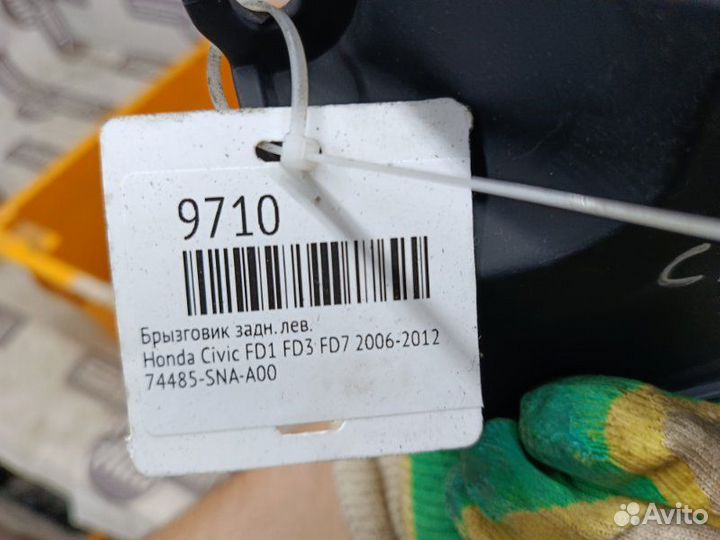 9710
Брызговик задн. лев.
Honda Civic FD1 FD3 FD7 2006-2012
74485-SNA-A00
C
Avito